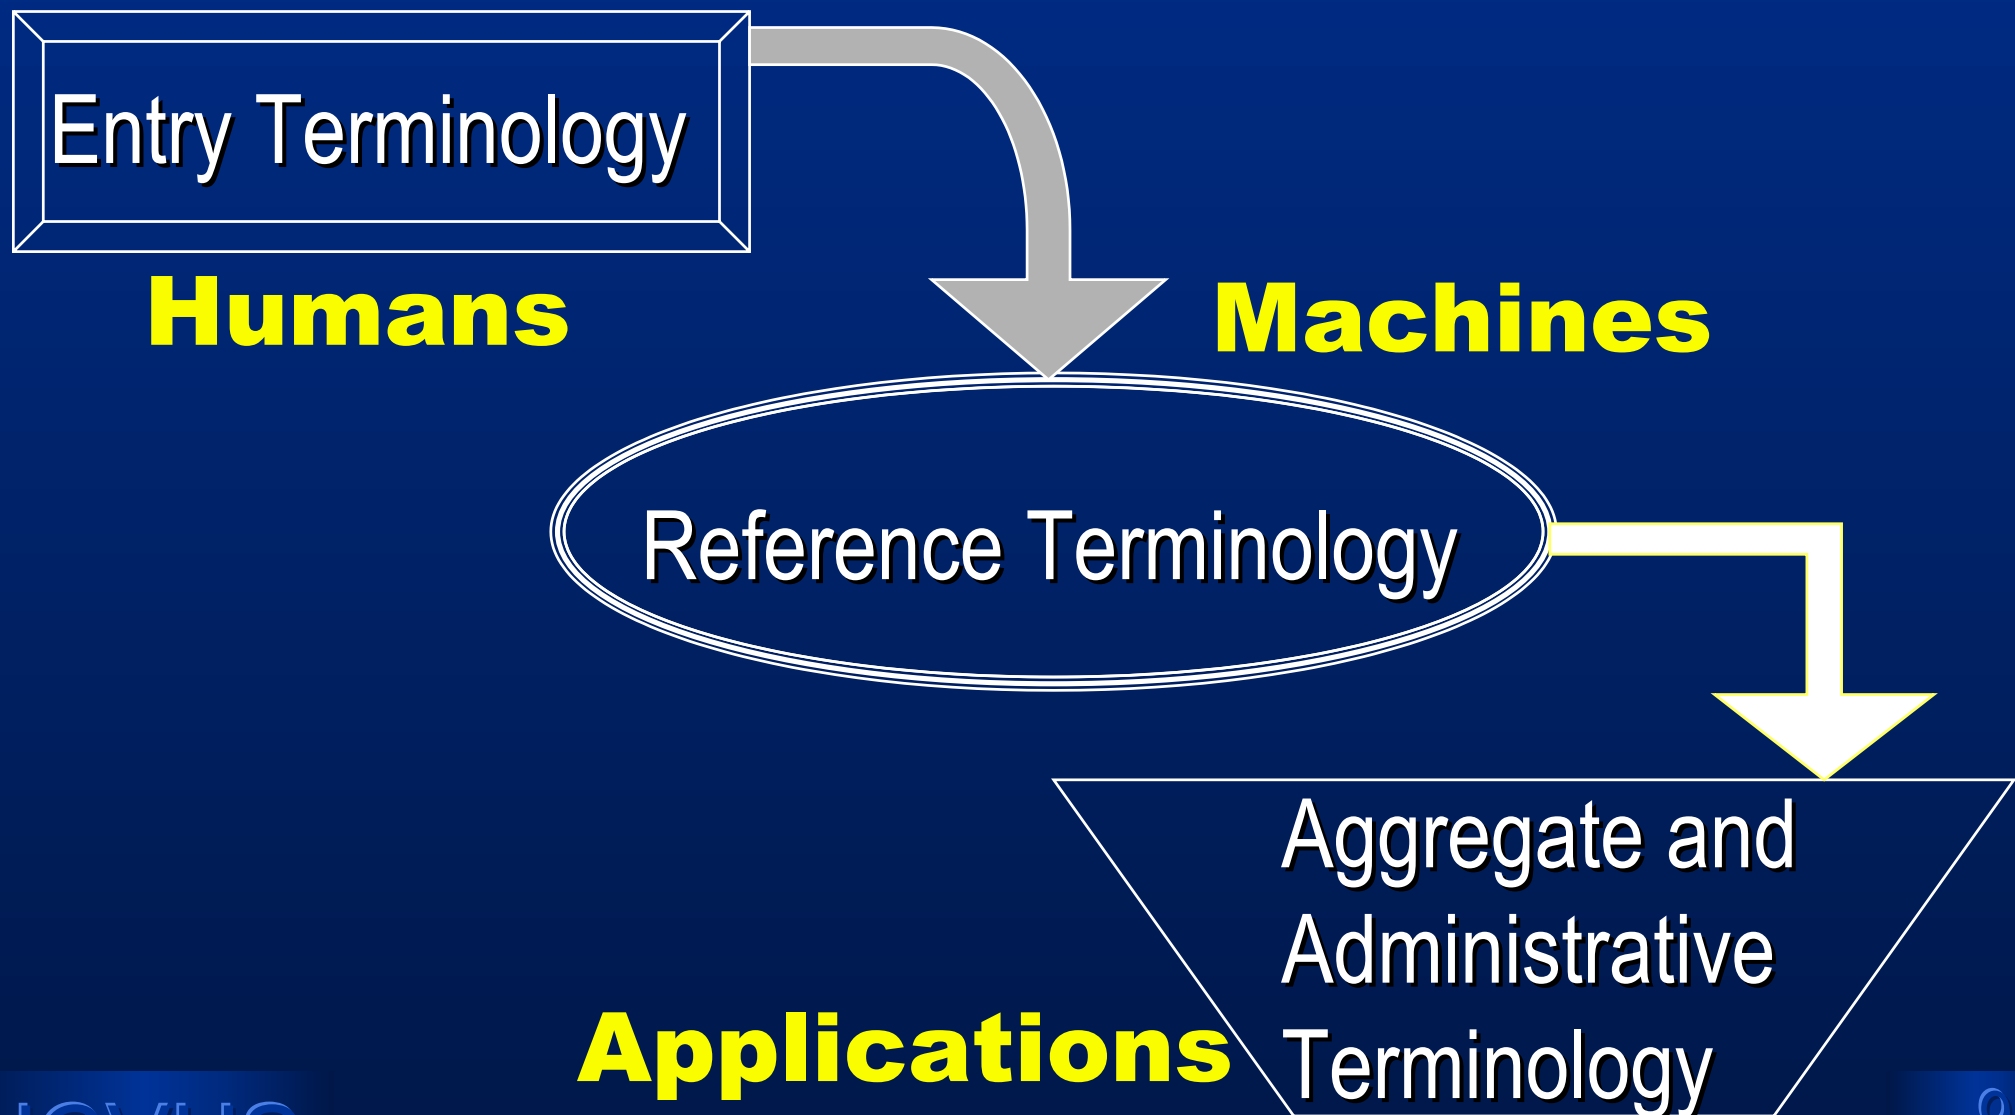 Entry Terminology
Humans
Machines
Reference Terminology
Aggregate and
Administrative
Terminology
Applications